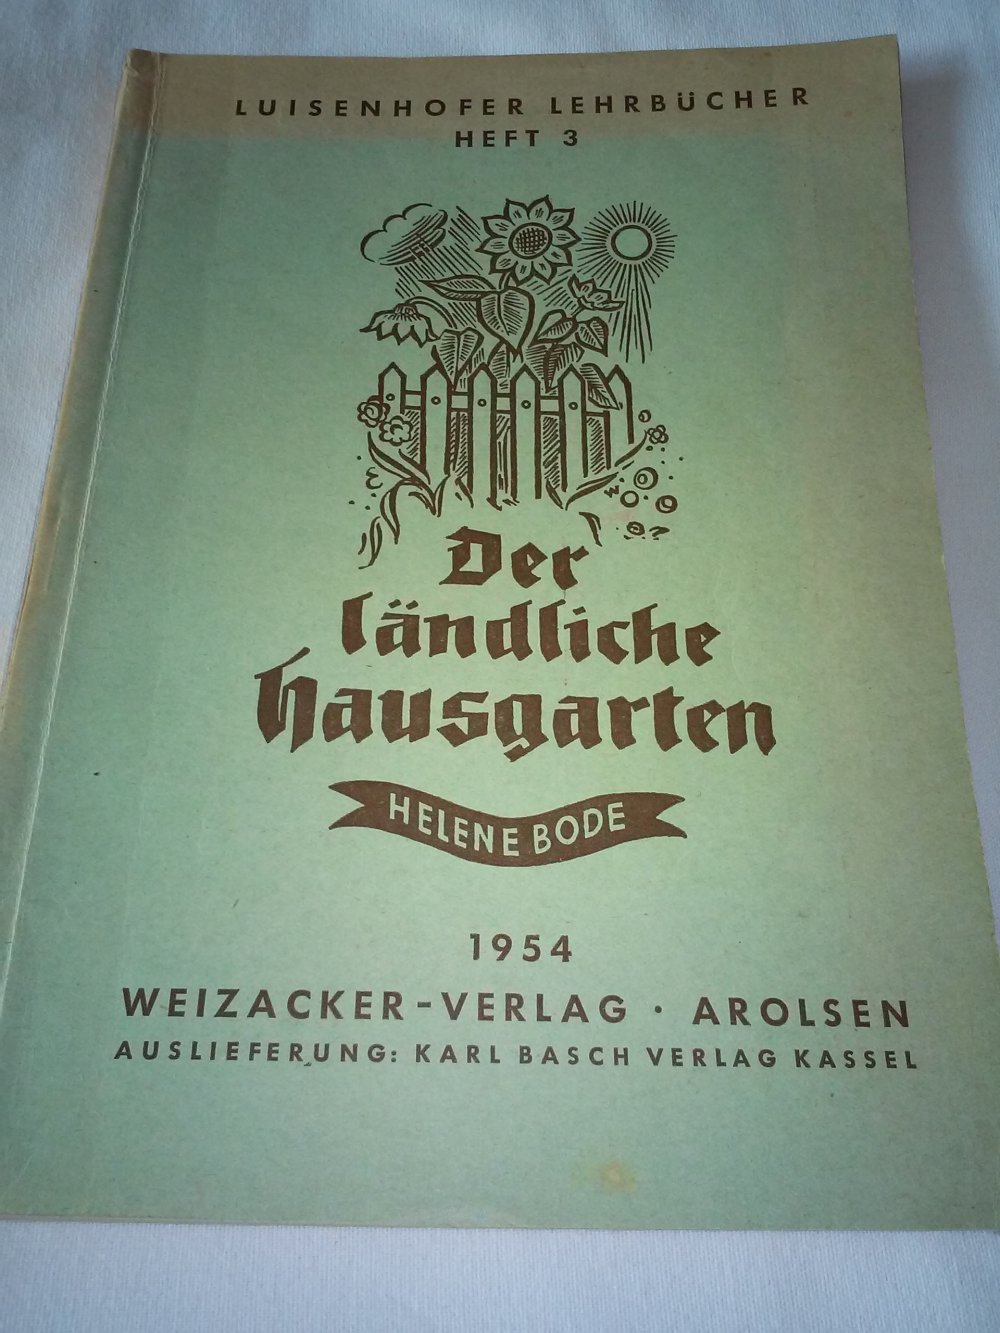 LUISENHOFER LEHRBÜCHER
HEFT 3
Der
ländliche
Hausgarten
HELENE BODE
1954
WEIZACKER-VERLAG · AROLSEN
AUSLIEFERUNG: KARL BASCH VERLAG KASSEL